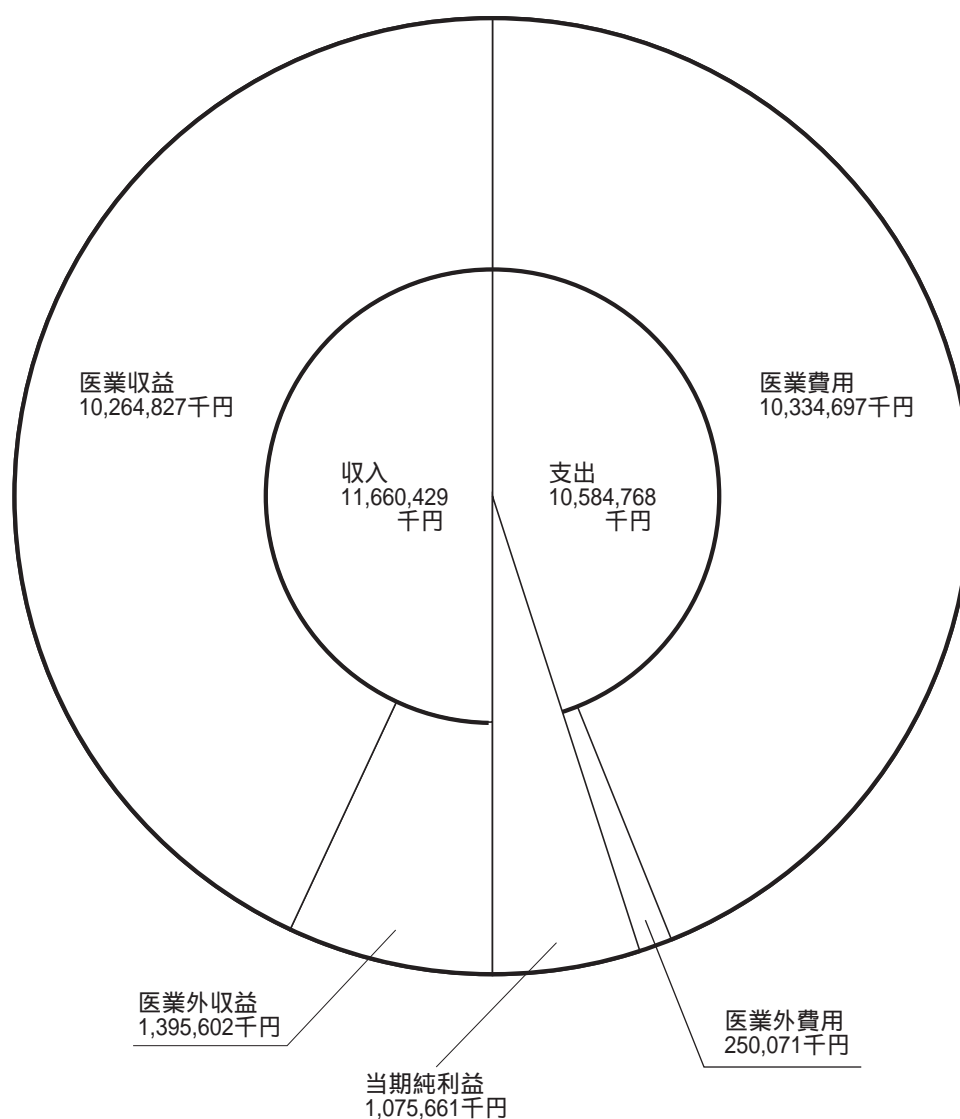 医業収益
10,264,827千円
医業費用
10,334,697千円
収入
11,660,429
千円
支出
10,584,768
千円
医業外収益
1,395,602千円
当期純利益
1,075,661千円
医業外費用
250,071千円